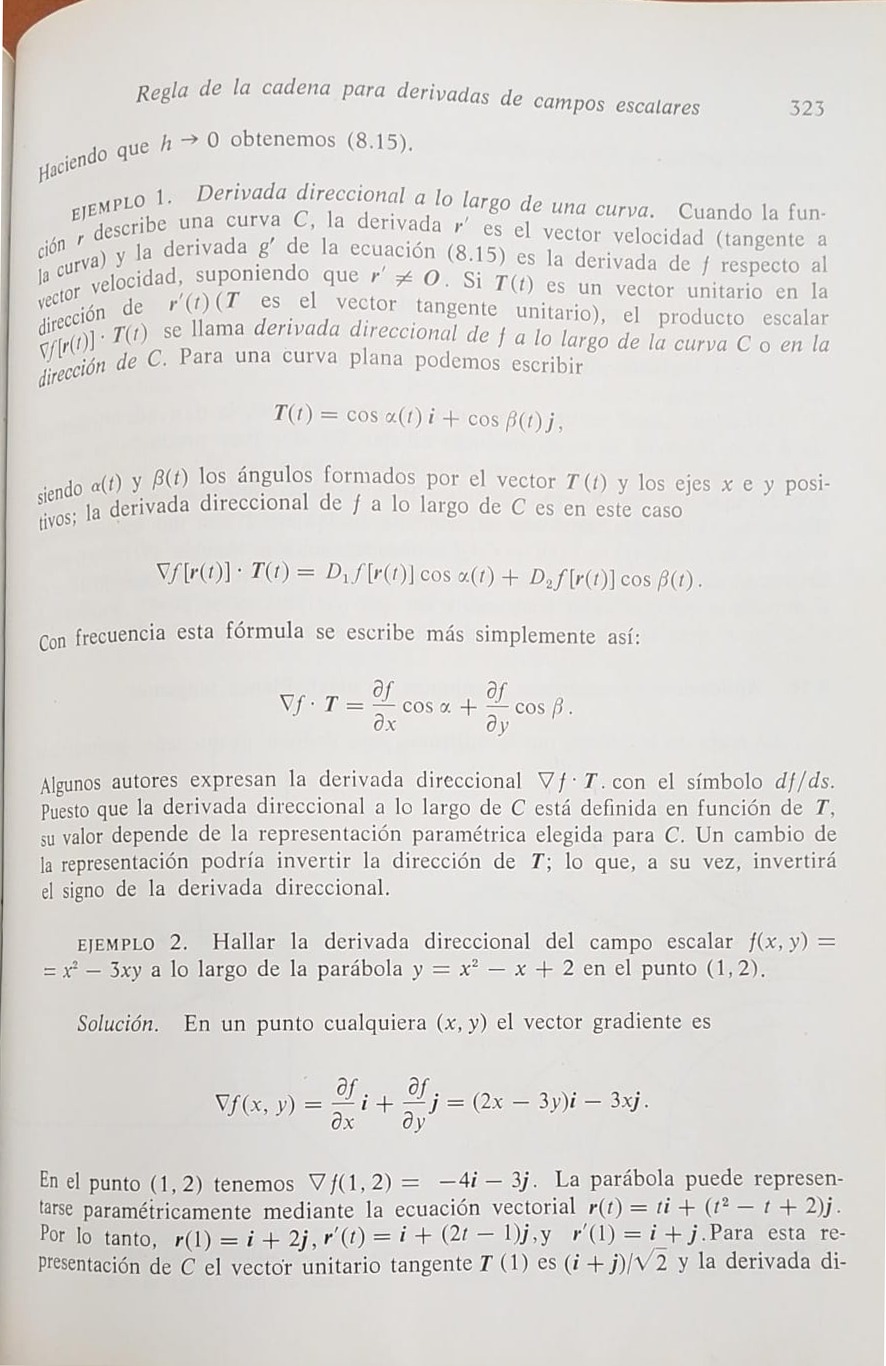 Regla de la cadena para derivadas de campos escalares 323
Haciendo que h → 0 obtenemos (8.15).
EJEMPLO 1. Derivada direccional a lo largo de una curva. Cuando la fun-
ción r describe una curva C, la derivada r′ es el vector velocidad (tangente a
la curva) y la derivada g′ de la ecuación (8.15) es la derivada de f respecto al
vector velocidad, suponiendo que r′ ≠ O. Si T(t) es un vector unitario en la
dirección de r′(t) (T es el vector tangente unitario), el producto escalar
∇f[r(t)] · T(t) se llama derivada direccional de f a lo largo de la curva C o en la
dirección de C. Para una curva plana podemos escribir
T(t) = cos α(t) i + cos β(t) j,
siendo α(t) y β(t) los ángulos formados por el vector T(t) y los ejes x e y posi-
tivos; la derivada direccional de f a lo largo de C es en este caso
∇f[r(t)] · T(t) = D₁f[r(t)] cos α(t) + D₂f[r(t)] cos β(t).
Con frecuencia esta fórmula se escribe más simplemente así:
∇f · T = ∂f/∂x cos α + ∂f/∂y cos β.
Algunos autores expresan la derivada direccional ∇f · T. con el símbolo df/ds.
Puesto que la derivada direccional a lo largo de C está definida en función de T,
su valor depende de la representación paramétrica elegida para C. Un cambio de
la representación podría invertir la dirección de T; lo que, a su vez, invertirá
el signo de la derivada direccional.
EJEMPLO 2. Hallar la derivada direccional del campo escalar f(x, y) =
= x² − 3xy a lo largo de la parábola y = x² − x + 2 en el punto (1, 2).
Solución. En un punto cualquiera (x, y) el vector gradiente es
∇f(x, y) = ∂f/∂x i + ∂f/∂y j = (2x − 3y)i − 3xj.
En el punto (1, 2) tenemos ∇f(1, 2) = −4i − 3j. La parábola puede represen-
tarse paramétricamente mediante la ecuación vectorial r(t) = ti + (t² − t + 2)j.
Por lo tanto, r(1) = i + 2j, r′(t) = i + (2t − 1)j, y r′(1) = i + j. Para esta re-
presentación de C el vector unitario tangente T (1) es (i + j)/√2 y la derivada di-